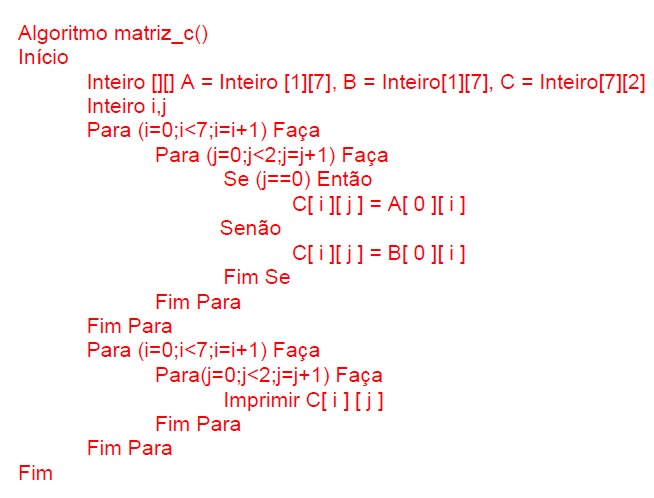 Algoritmo matriz_c()
Início
Inteiro [][] A = Inteiro [1][7], B = Inteiro[1][7], C = Inteiro[7][2]
Inteiro i,j
Para (i=0;i<7;i=i+1) Faça
Para (j=0;j<2;j=j+1) Faça
Se (j==0) Então
C[ i ][ j ] = A[ 0 ][ i ]
Senão
C[ i ][ j ] = B[ 0 ][ i ]
Fim Se
Fim Para
Fim Para
Para (i=0;i<7;i=i+1) Faça
Para(j=0;j<2;j=j+1) Faça
Imprimir C[ i ] [ j ]
Fim Para
Fim Para
Fim